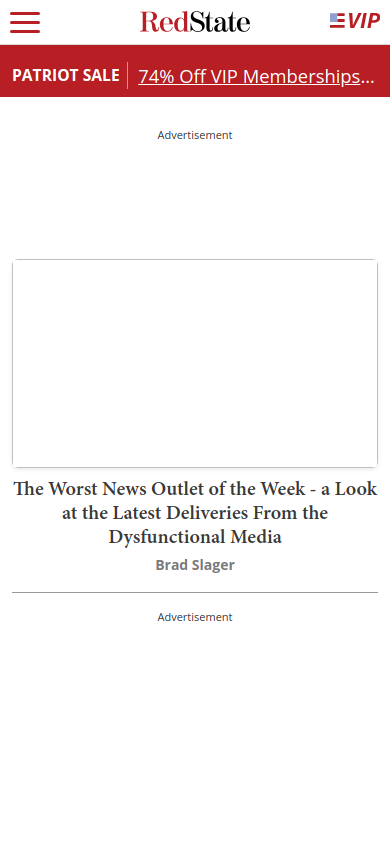 RedState
VIP
PATRIOT SALE
74% Off VIP Memberships...
Advertisement
The Worst News Outlet of the Week - a Look
at the Latest Deliveries From the
Dysfunctional Media
Brad Slager
Advertisement